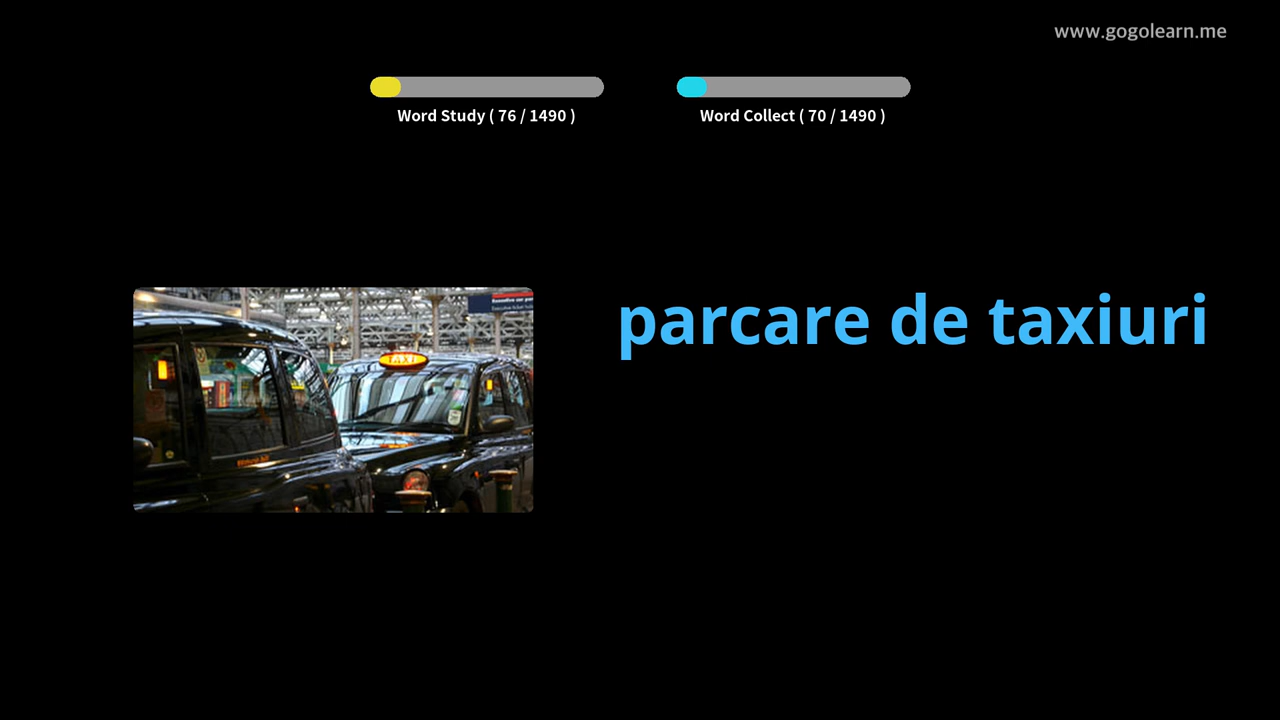 www.gogolearn.me
Word Study ( 76 / 1490 )
Word Collect ( 70 / 1490 )
parcare de taxiuri
TAXI